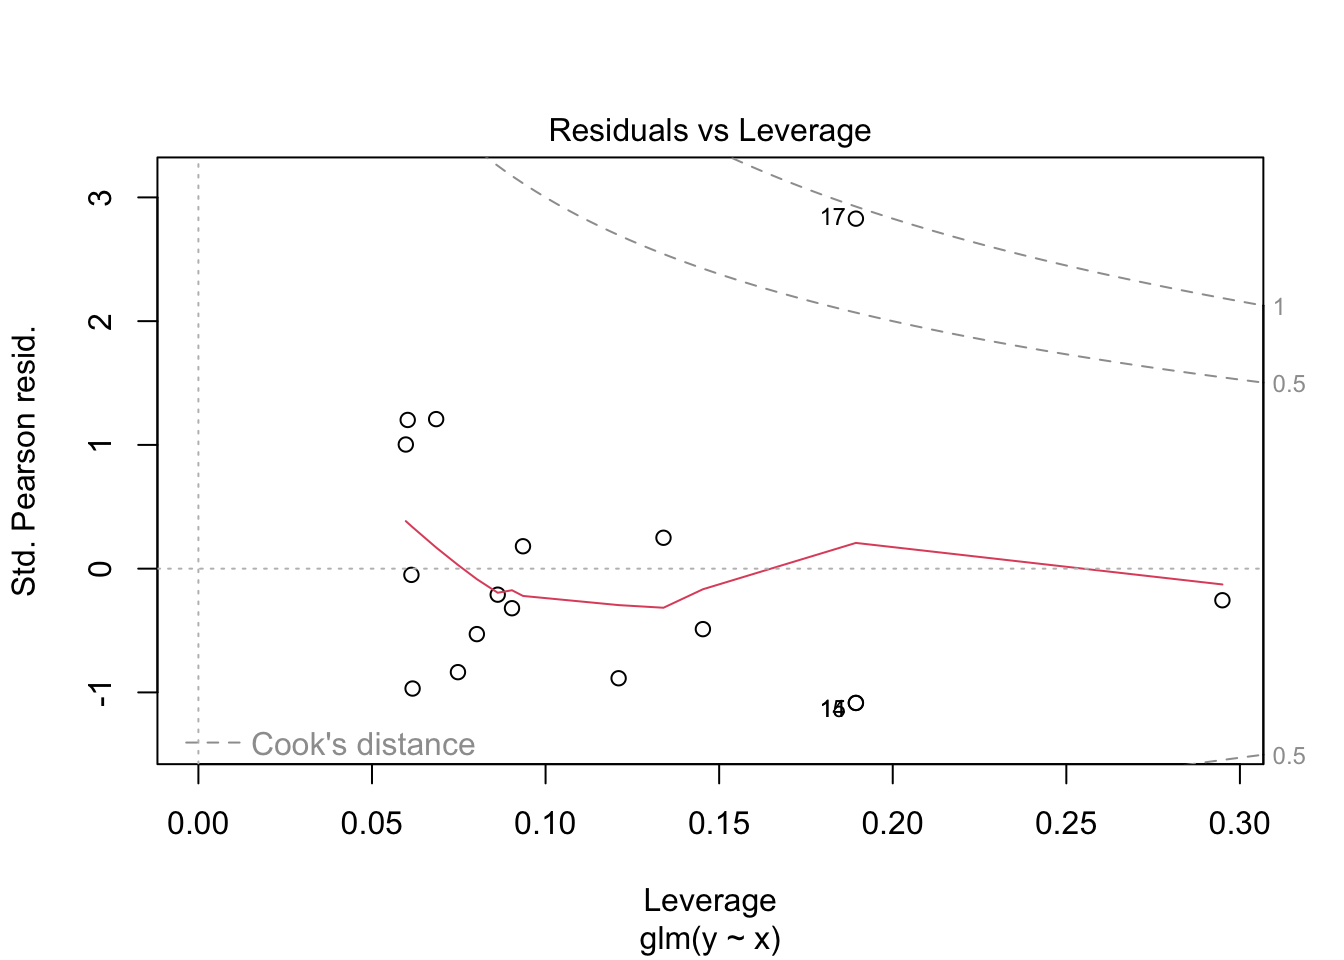 Residuals vs Leverage
Std. Pearson resid.
3
2
1
0
-1
17
1
0.5
0.5
Cook's distance
0.00 0.05 0.10 0.15 0.20 0.25 0.30
Leverage
glm(y ~ x)